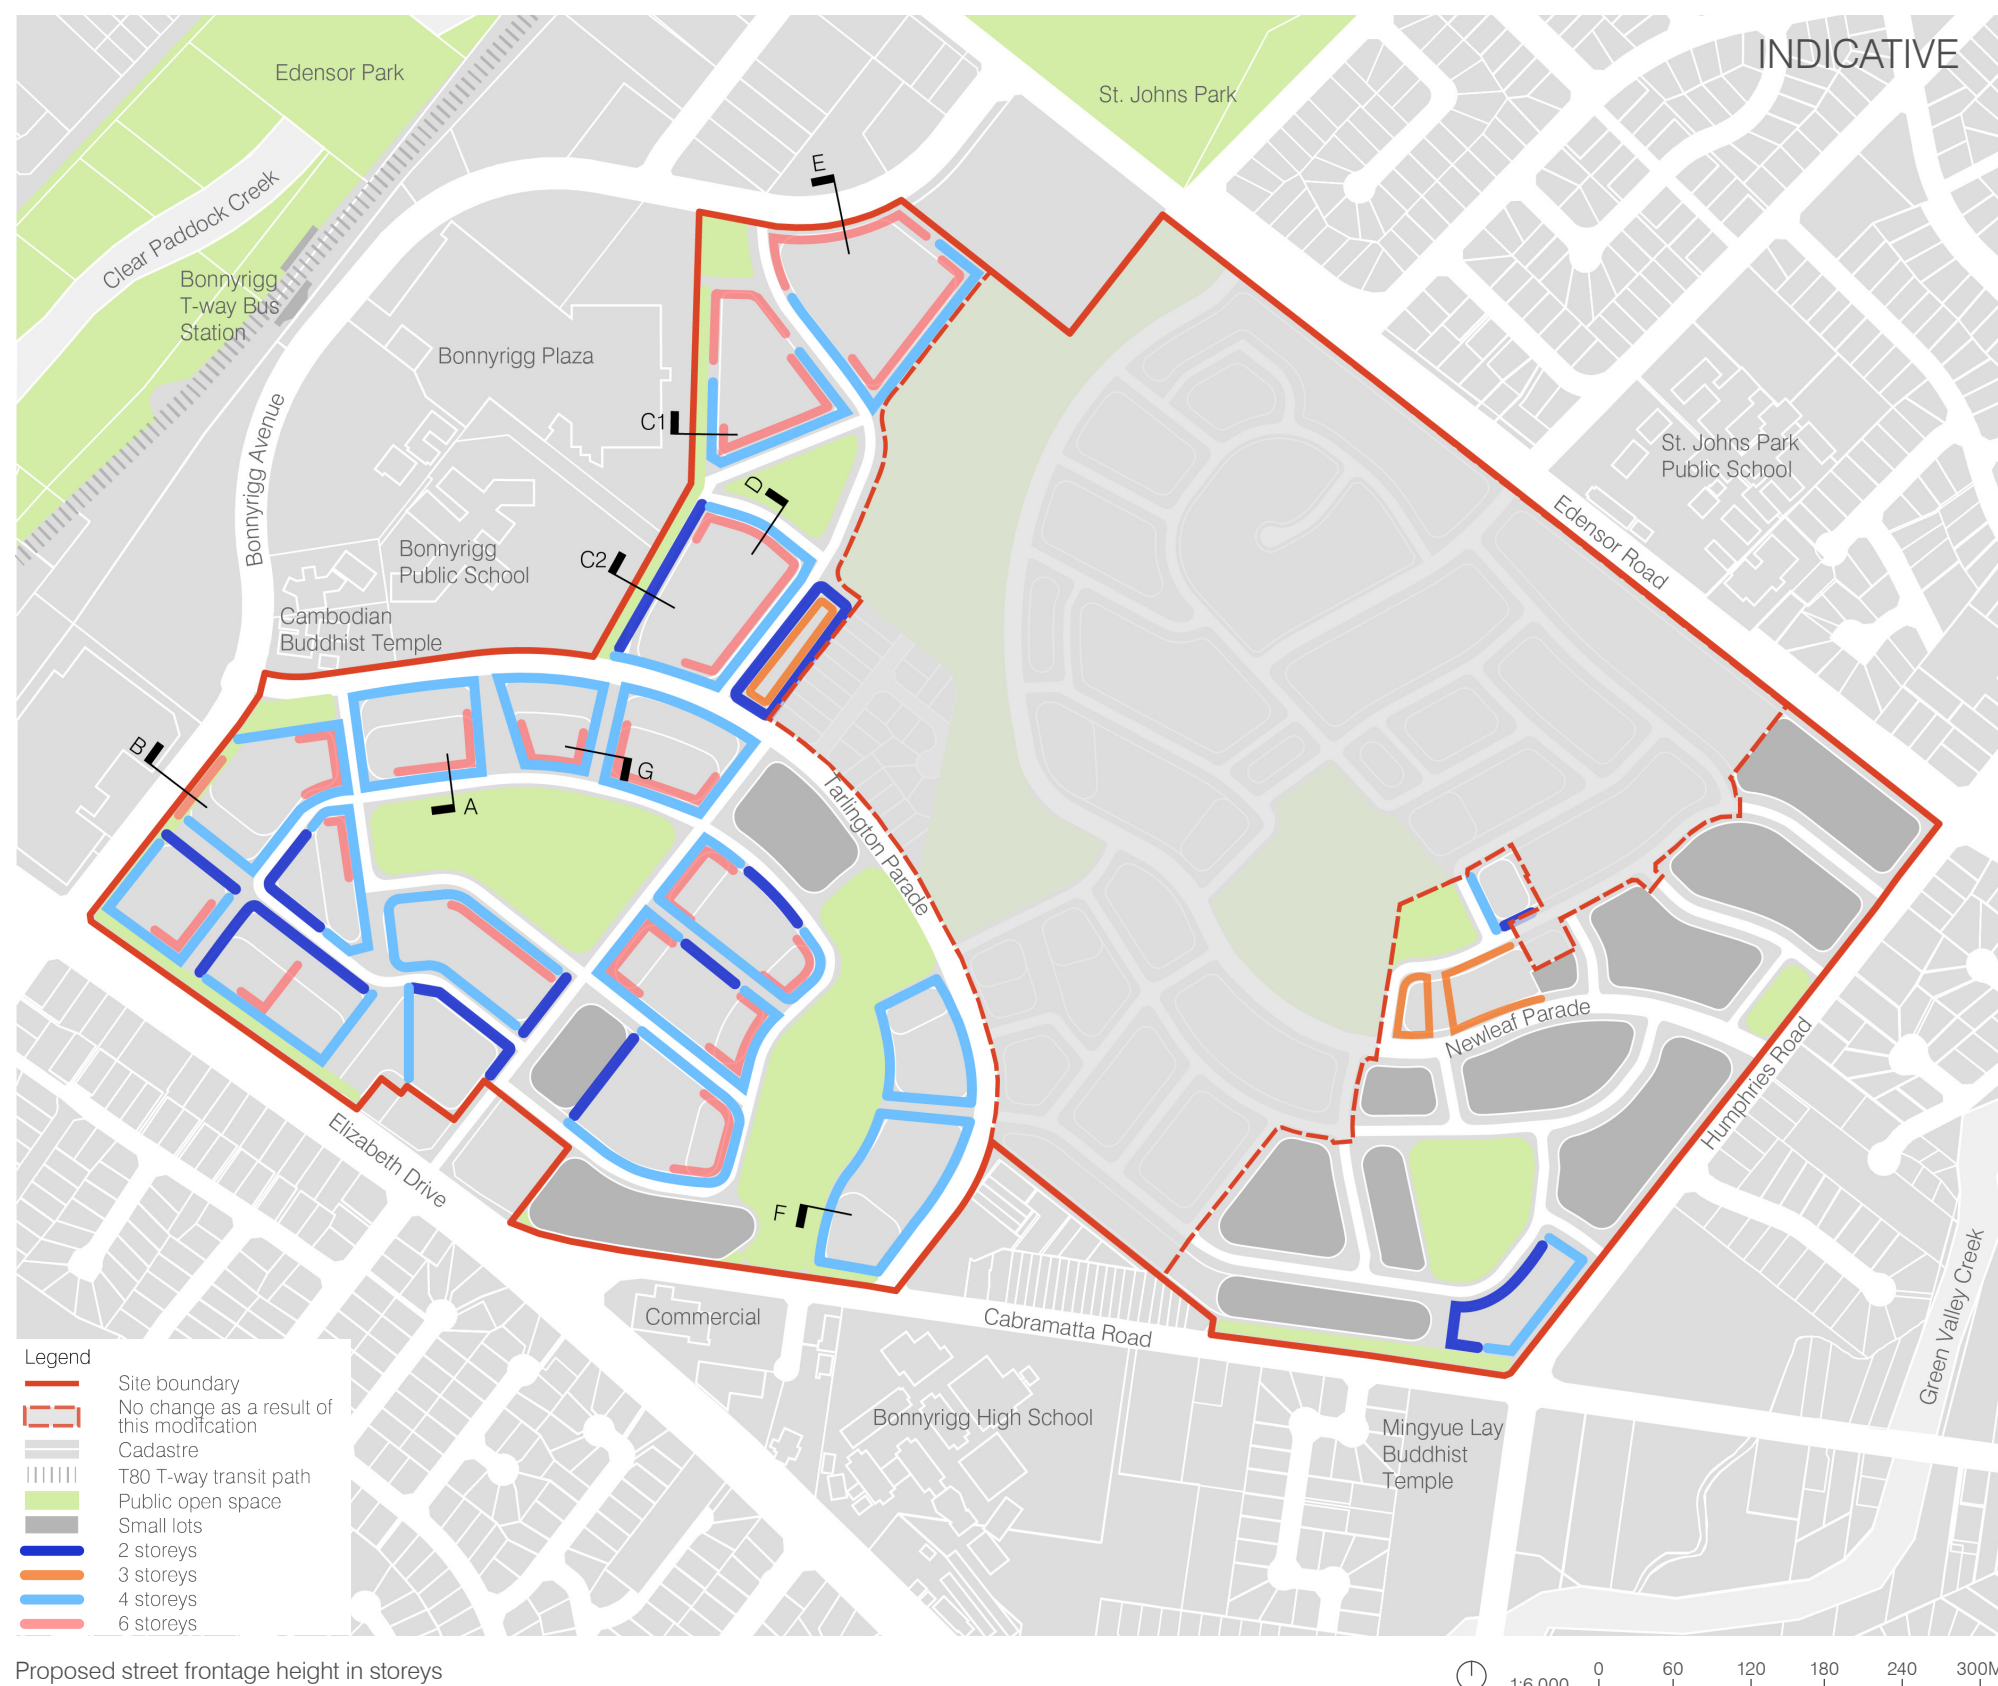 INDICATIVE
Edensor Park
St. Johns Park
E
Clear Paddock Creek
Bonnyrigg
T-way Bus
Station
Bonnyrigg Plaza
C1
Bonnyrigg Avenue
St. Johns Park
Public School
D
Edensor Road
C2
Bonnyrigg
Public School
Cambodian
Buddhist Temple
B
G
A
Tarlington Parade
Newleaf Parade
Humphries Road
Elizabeth Drive
F
Green Valley Creek
Commercial
Cabramatta Road
Bonnyrigg High School
Mingyue Lay
Buddhist
Temple
Legend
Site boundary
No change as a result of
this modifcation
Cadastre
T80 T-way transit path
Public open space
Small lots
2 storeys
3 storeys
4 storeys
6 storeys
Proposed street frontage height in storeys
1:6,000
0 60 120 180 240 300M